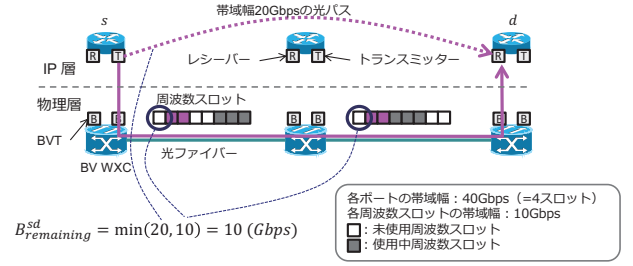 帯域幅20Gbpsの光パス
s
d
R T
レシーバー
R T
トランスミッター
R T
IP 層
物理層
周波数スロット
B B
B B
B B
BVT
光ファイバー
BV WXC
各ポートの帯域幅：40Gbps（=4スロット）
各周波数スロットの帯域幅：10Gbps
：未使用周波数スロット
：使用中周波数スロット
B^{sd}_{remaining} = min(20, 10) = 10 (Gbps)